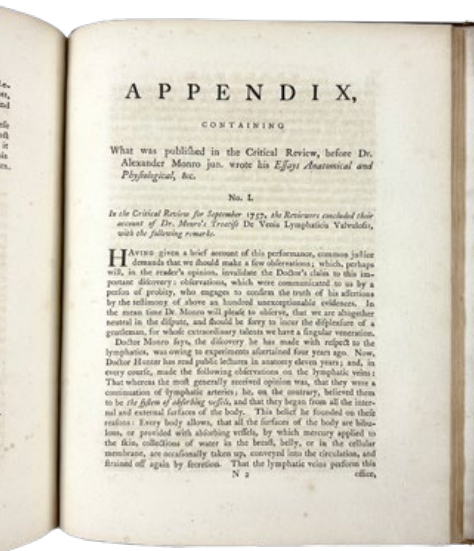 APPENDIX,
CONTAINING
What was published in the Critical Review, before Dr.
Alexander Monro jun. wrote his Essays Anatomical and
Physiological, &c.
No. I.
In the Critical Review for September 1757, the Reviewers concluded their
account of Dr. Monro's Treatise De Venis Lymphaticis Valvulosis,
with the following remarks.
HAVING given a brief account of this performance, common justice
demands that we should make a few observations; which, perhaps
will, in the reader's opinion, invalidate the Doctor's claim to this im-
portant discovery: observations, which were communicated to us by a
person of probity, who engages to confirm the truth of his assertions
by the testimony of above an hundred unexceptionable evidences. In
the mean time Dr. Monro will please to observe, that we are altogether
neutral in the dispute, and should be sorry to incur the displeasure of a
gentleman, for whose extraordinary talents we have a singular veneration.
Doctor Monro says, the discovery he has made with respect to the
lymphatics, was owing to experiments ascertained four years ago. Now,
Doctor Hunter has read public lectures in anatomy eleven years; and, in
every course, made the following observations on the lymphatic veins:
That whereas the most generally received opinion was, that they were a
continuation of lymphatic arteries; he, on the contrary, believed them
to be the system of absorbing vessels, and that they began from all the inter-
nal and external surfaces of the body. This belief he founded on these
reasons: Every body allows, that all the surfaces of the body are bibu-
lous, or provided with absorbing vessels, by which mercury applied to
the skin, collections of water in the breast, belly, or in the cellular
membrane, are occasionally taken up, conveyed into the circulation, and
strained off again by secretion. That the lymphatic veins perform this
N 2
office,